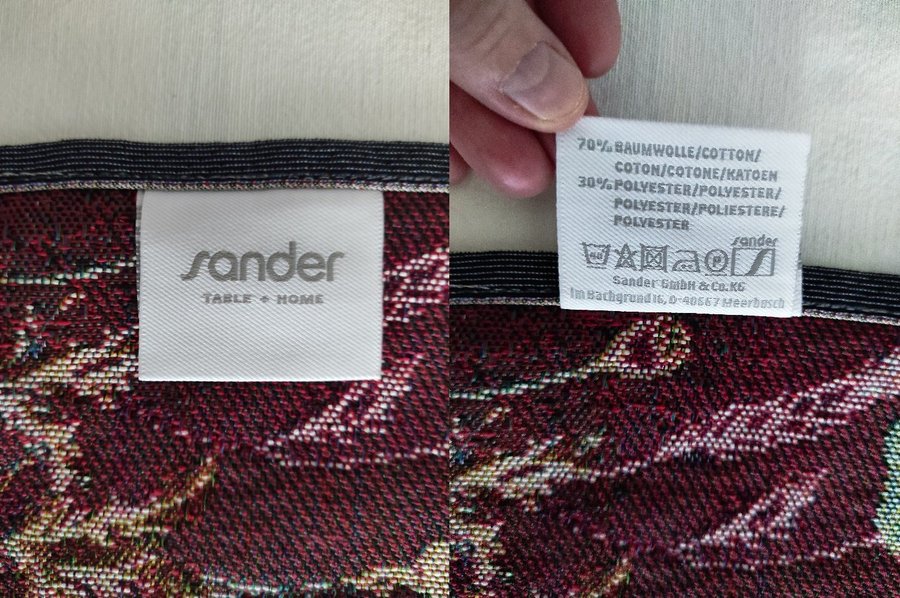 sander
TABLE + HOME
70% BAUMWOLLE/COTTON/
COTON/COTONE/KATOEN
30% POLYESTER/POLYESTER/
POLYESTER/POLIESTERE/
POLYESTER
40
P
sander
Sander GmbH & Co.KG
Im Bachgrund 16, D-40667 Meerbusch